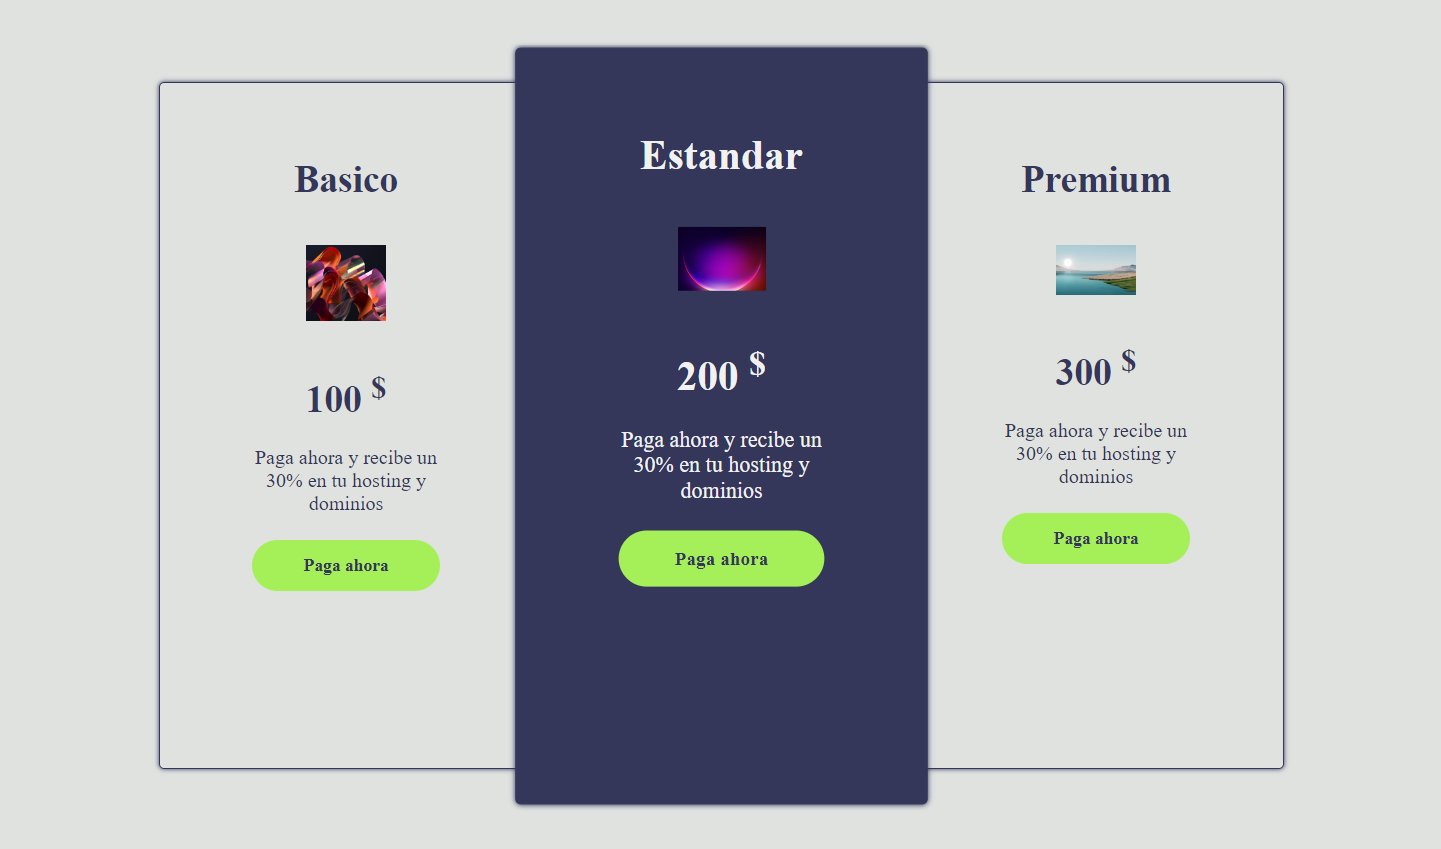 Basico
100 $
Paga ahora y recibe un
30% en tu hosting y
dominios
Paga ahora
Estandar
200 $
Paga ahora y recibe un
30% en tu hosting y
dominios
Paga ahora
Premium
300 $
Paga ahora y recibe un
30% en tu hosting y
dominios
Paga ahora